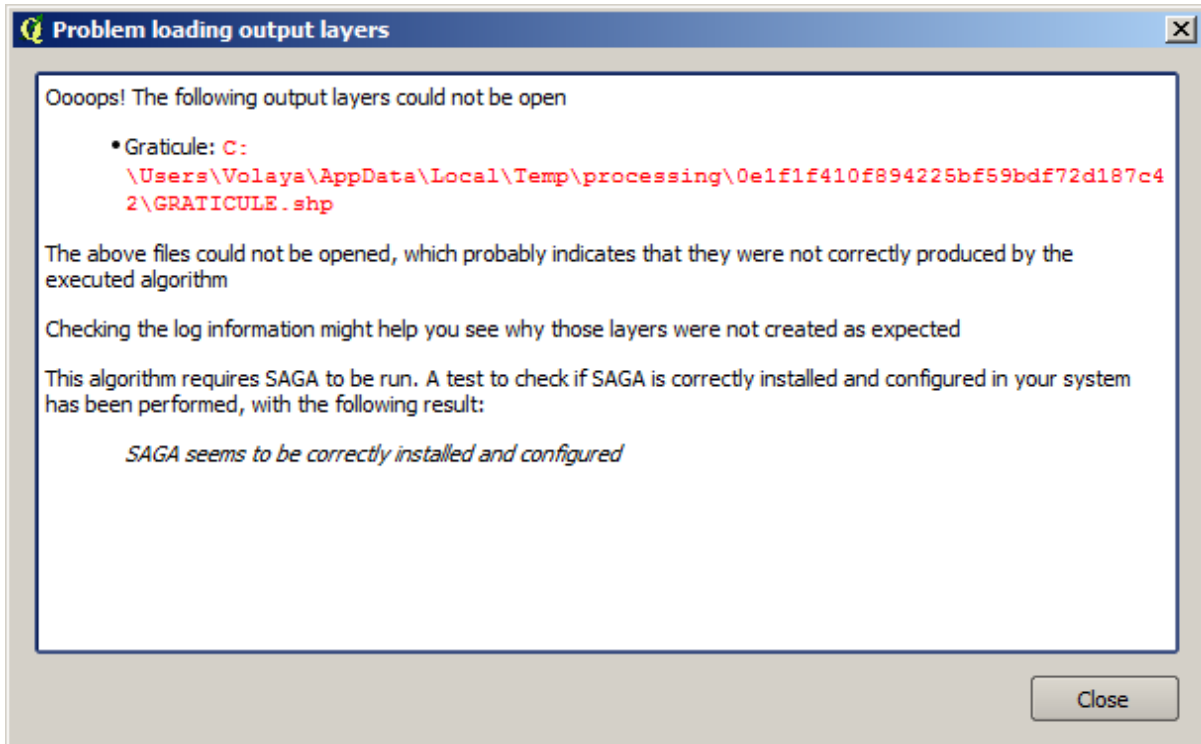 Problem loading output layers
Oooops! The following output layers could not be open
•Graticule: C:
\Users\Volaya\AppData\Local\Temp\processing\0e1f1f410f894225bf59bdf72d187c4
2\GRATICULE.shp
The above files could not be opened, which probably indicates that they were not correctly produced by the
executed algorithm
Checking the log information might help you see why those layers were not created as expected
This algorithm requires SAGA to be run. A test to check if SAGA is correctly installed and configured in your system
has been performed, with the following result:
SAGA seems to be correctly installed and configured
Close